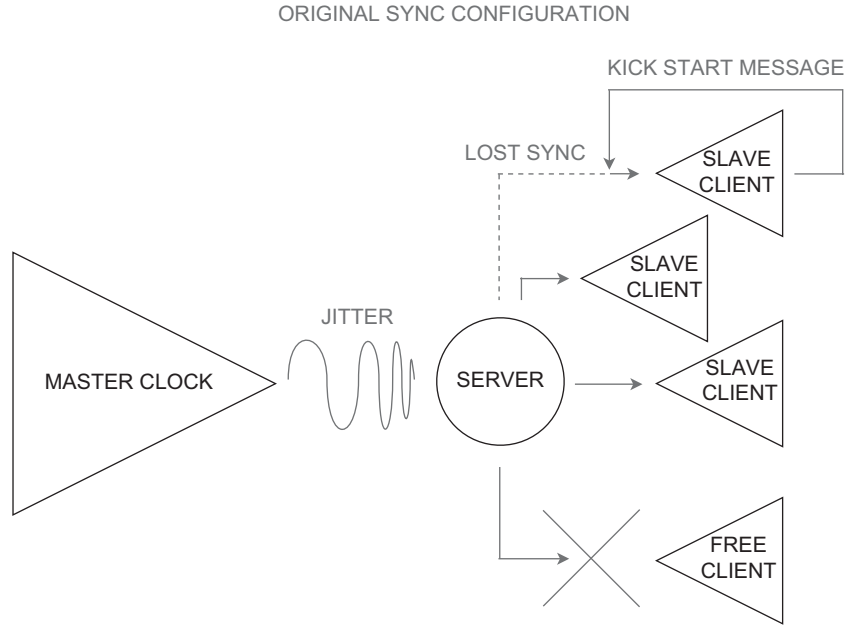 ORIGINAL SYNC CONFIGURATION
KICK START MESSAGE
LOST SYNC
SLAVE
CLIENT
SLAVE
CLIENT
JITTER
MASTER CLOCK
SERVER
SLAVE
CLIENT
FREE
CLIENT